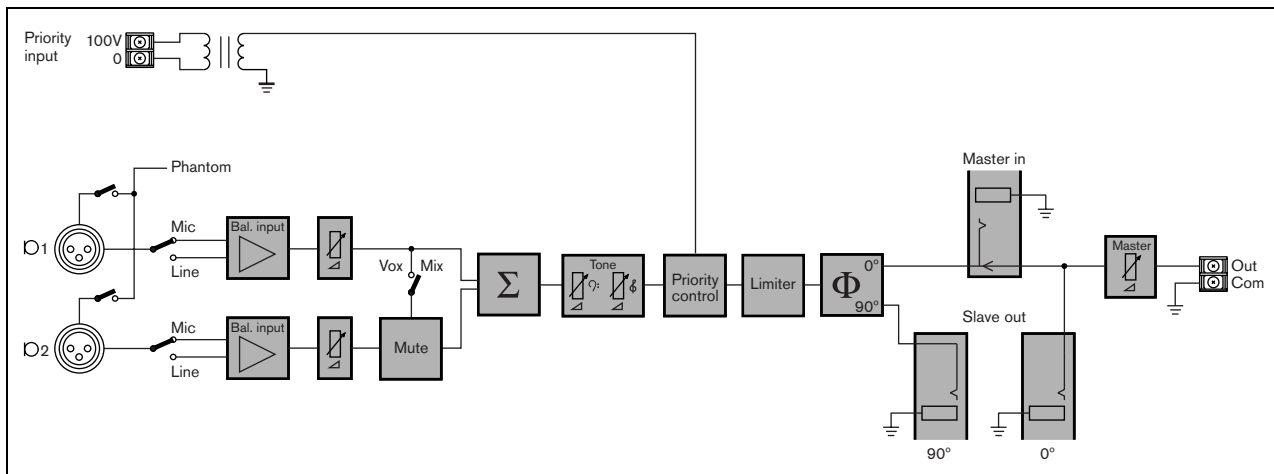 Priority
input
100V
0
Phantom
1
Mic
Line
Bal. input
Vox
Mix
2
Mic
Line
Bal. input
Mute
Σ
Tone
Priority
control
Limiter
Φ
0°
90°
Master in
Slave out
90°
0°
Master
Out
Com